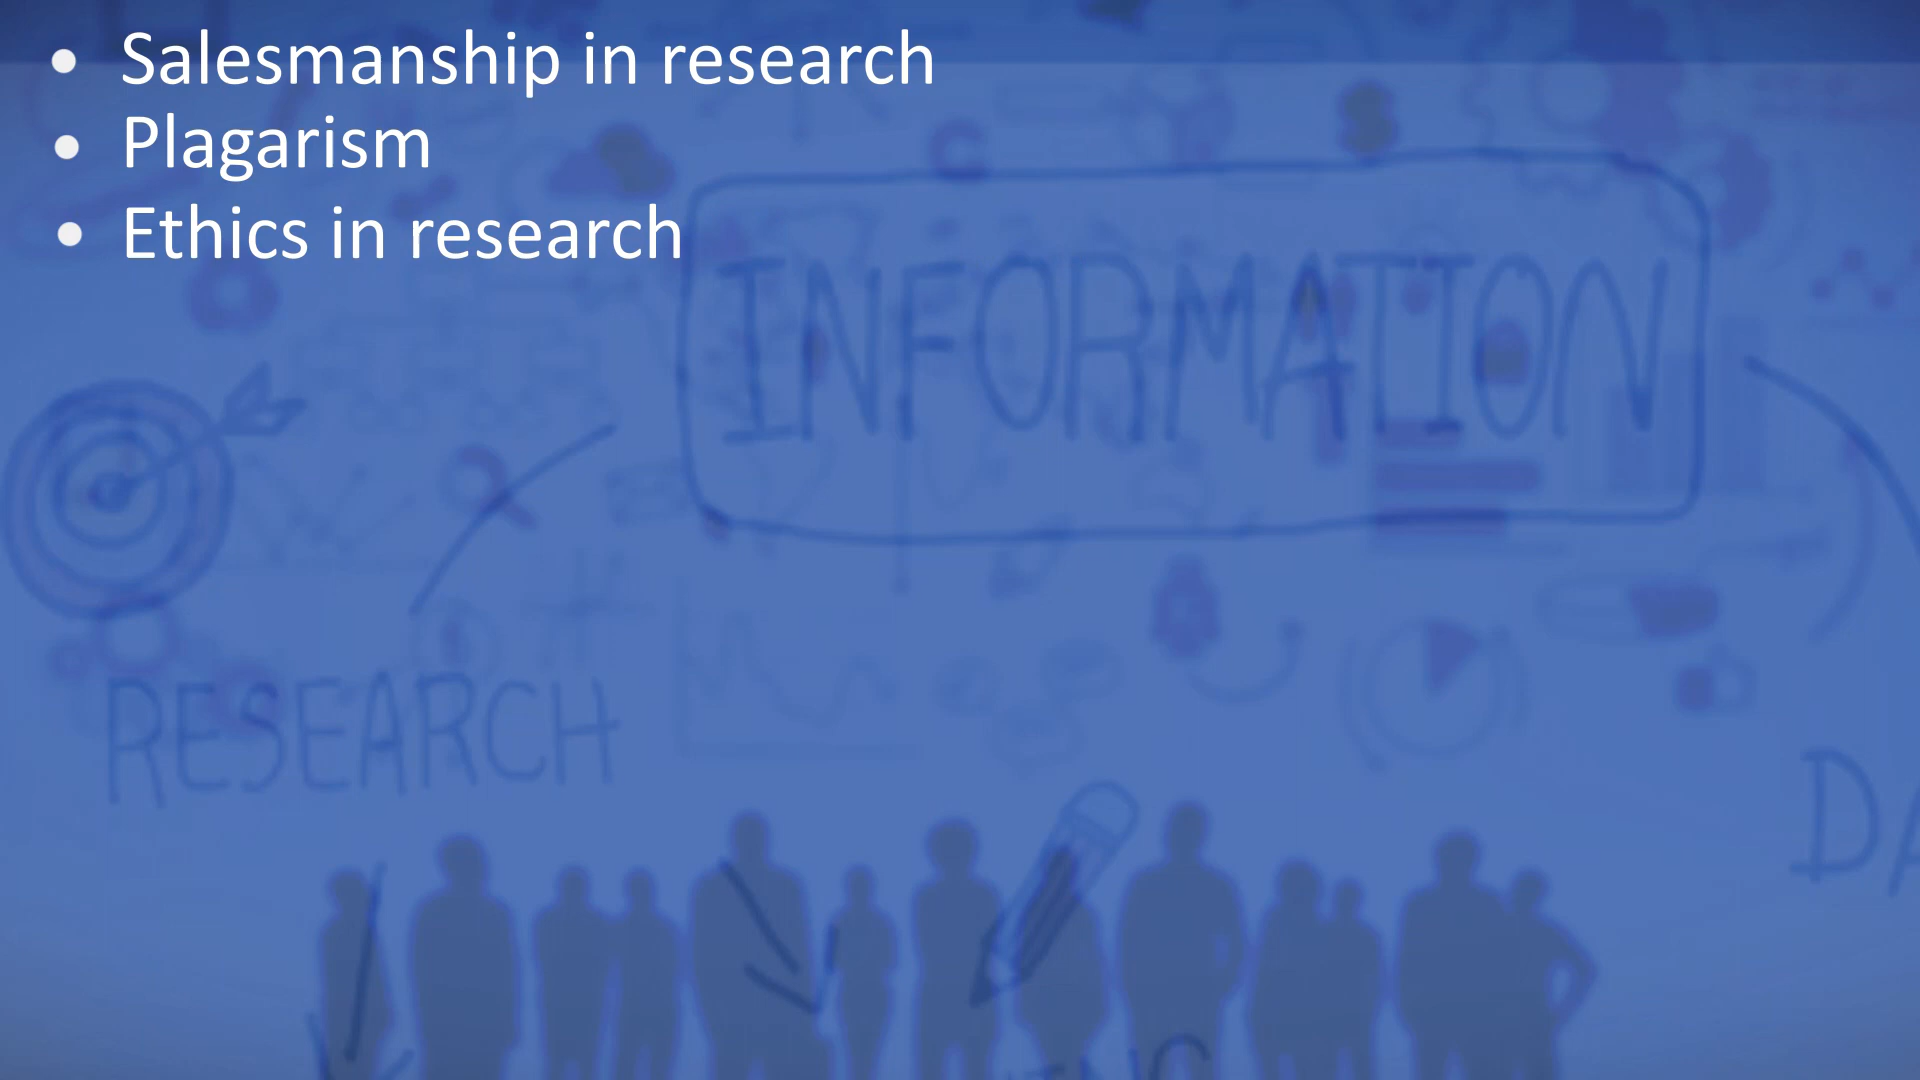 • Salesmanship in research
• Plagarism
• Ethics in research
INFORMATION
RESEARCH